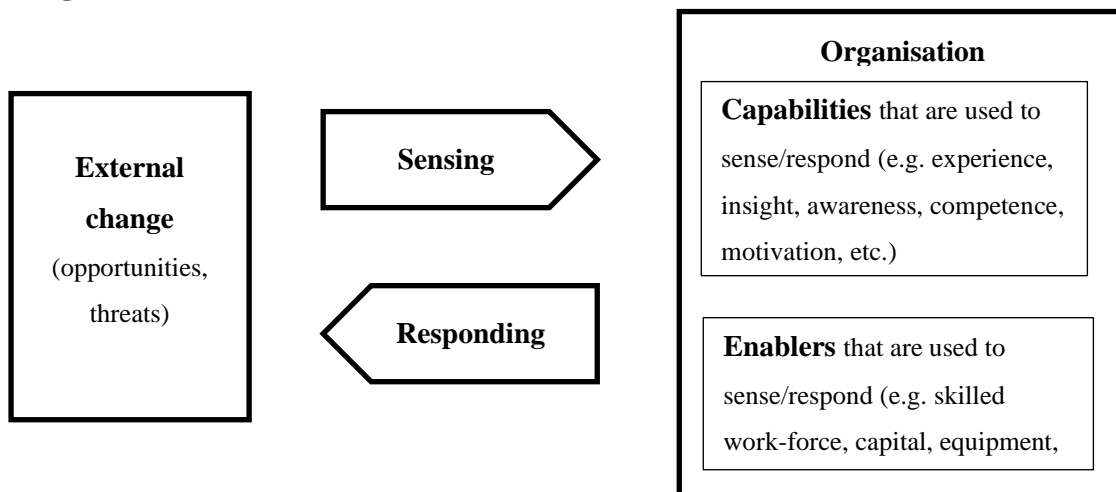 External
change
(opportunities,
threats)
Sensing
Responding
Organisation
Capabilities that are used to
sense/respond (e.g. experience,
insight, awareness, competence,
motivation, etc.)
Enablers that are used to
sense/respond (e.g. skilled
work-force, capital, equipment,